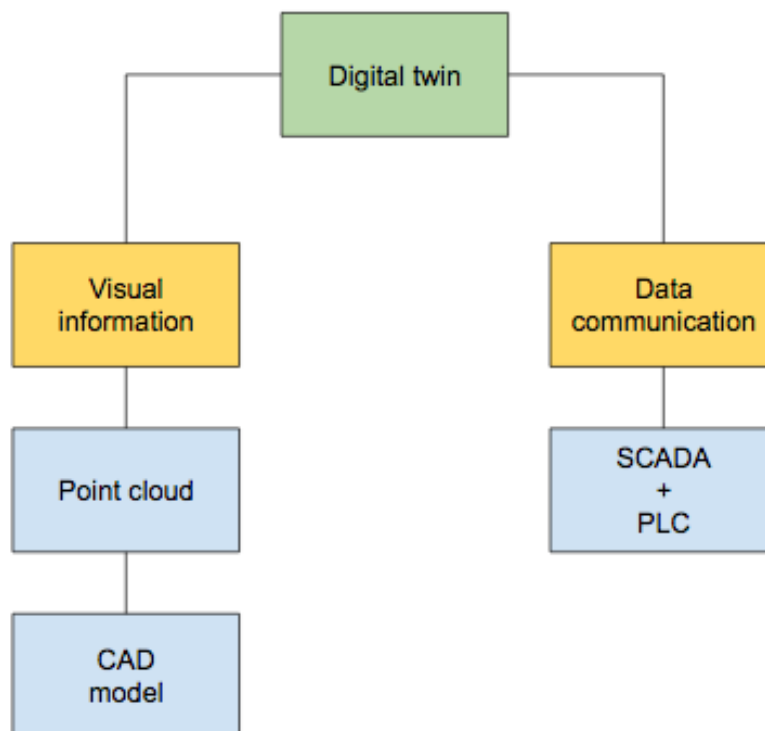 Digital twin
Visual
information
Data
communication
Point cloud
SCADA
+
PLC
CAD
model